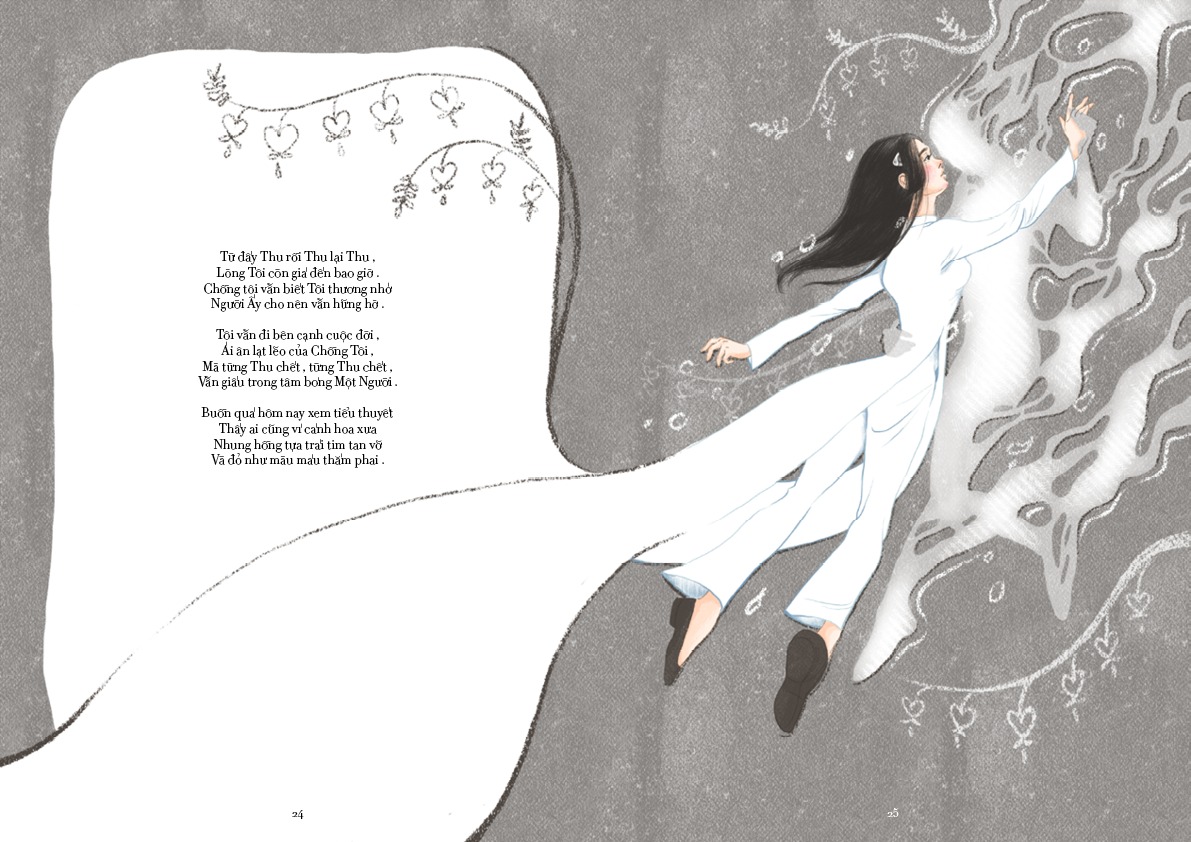 Từ đấy Thu rồi Thu lại Thu ,
Lòng Tôi còn giá đến bao giờ .
Chồng tôi vẫn biết Tôi thương nhớ
Người Ấy cho nên vẫn hững hờ .
Tôi vẫn đi bên cạnh cuộc đời ,
Ái ân lạt lẽo của Chồng Tôi ,
Mà từng Thu chết , từng Thu chết ,
Vẫn giấu trong tâm bóng Một Người .
Buồn quá hôm nay xem tiểu thuyết
Thấy ai cũng ví cánh hoa xưa
Nhưng hồng tựa trái tim tan vỡ
Và đỏ như màu máu thắm phai .
24
25